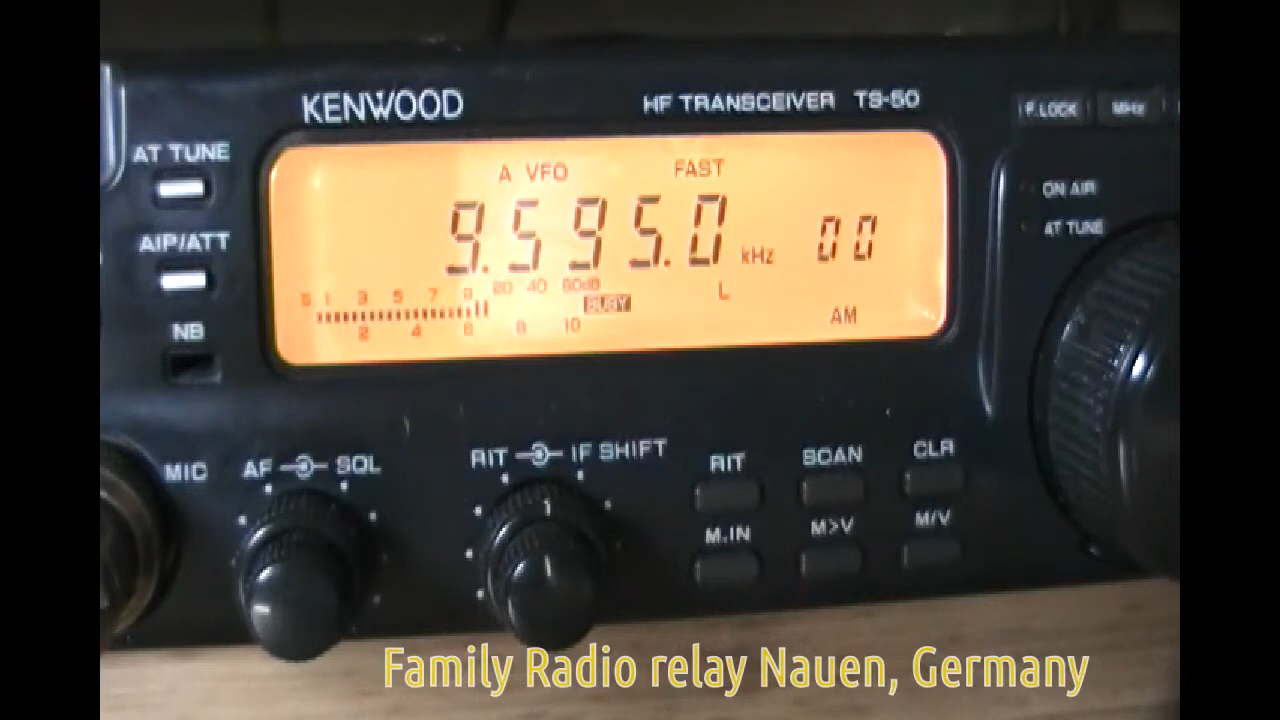 KENWOOD
HF TRANSCEIVER TS-50
F.LOCK
MHz
AT TUNE
A VFO FAST
ON AIR
9.595.0 kHz 00
AT TUNE
AIP/ATT
S 1 3 5 7 9 20 40 60dB
BUSY
L
2 4 6 8 10
AM
NB
MIC
AF SQL
RIT IF SHIFT
RIT
SCAN
CLR
M.IN
M>V
M/V
Family Radio relay Nauen, Germany